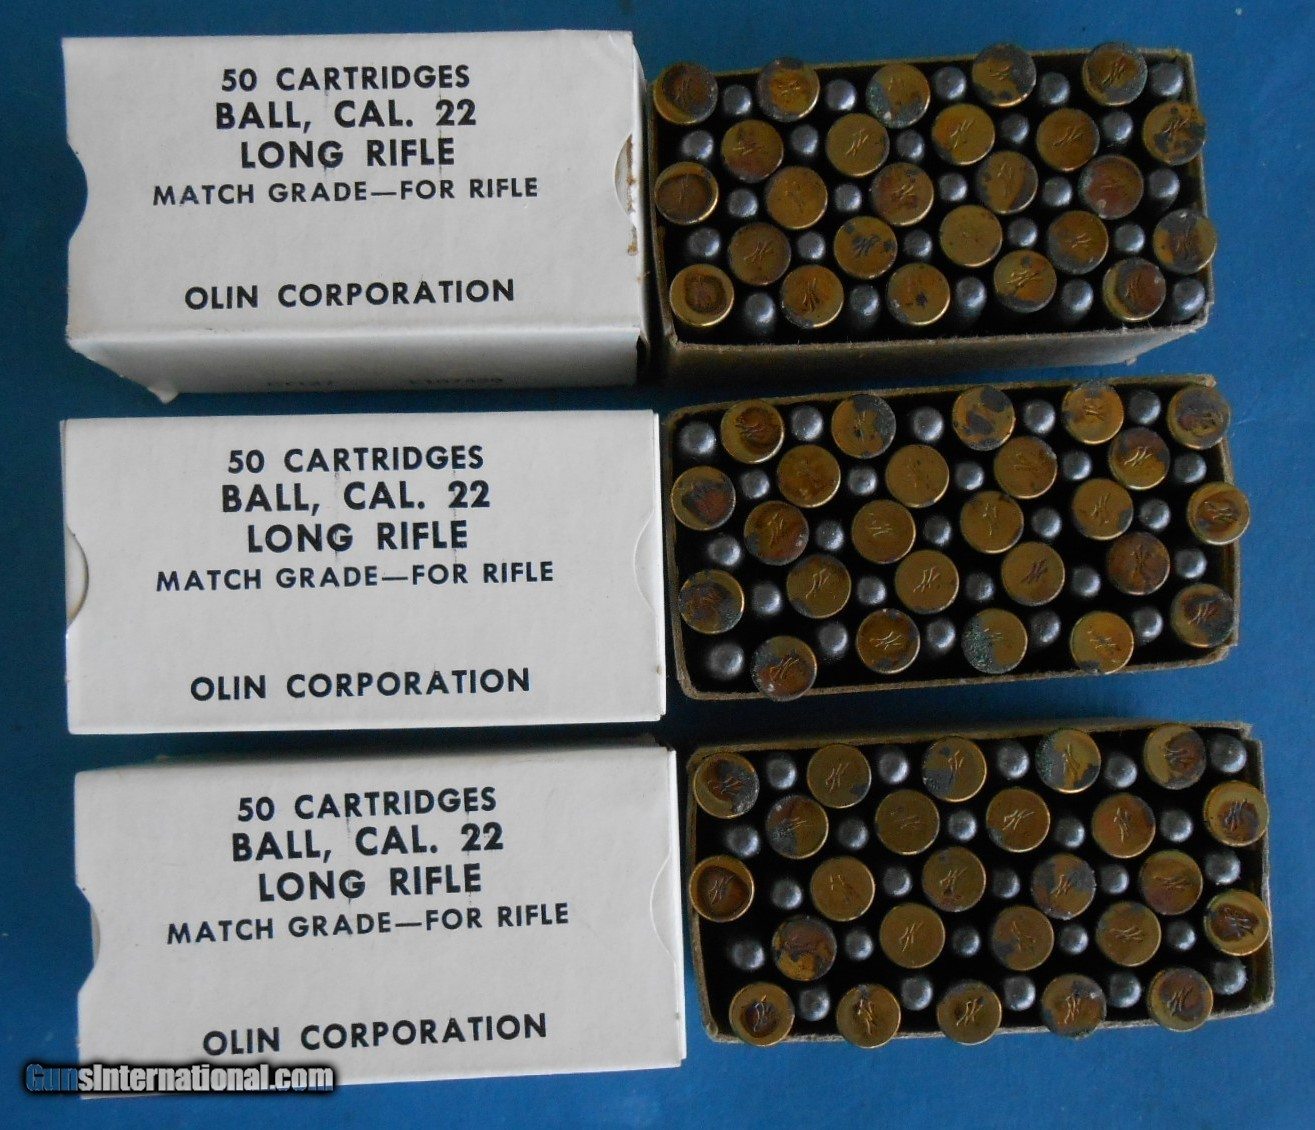 50 CARTRIDGES
BALL, CAL. 22
LONG RIFLE
MATCH GRADE—FOR RIFLE
OLIN CORPORATION
50 CARTRIDGES
BALL, CAL. 22
LONG RIFLE
MATCH GRADE—FOR RIFLE
OLIN CORPORATION
50 CARTRIDGES
BALL, CAL. 22
LONG RIFLE
MATCH GRADE—FOR RIFLE
OLIN CORPORATION
GunsInternational.com